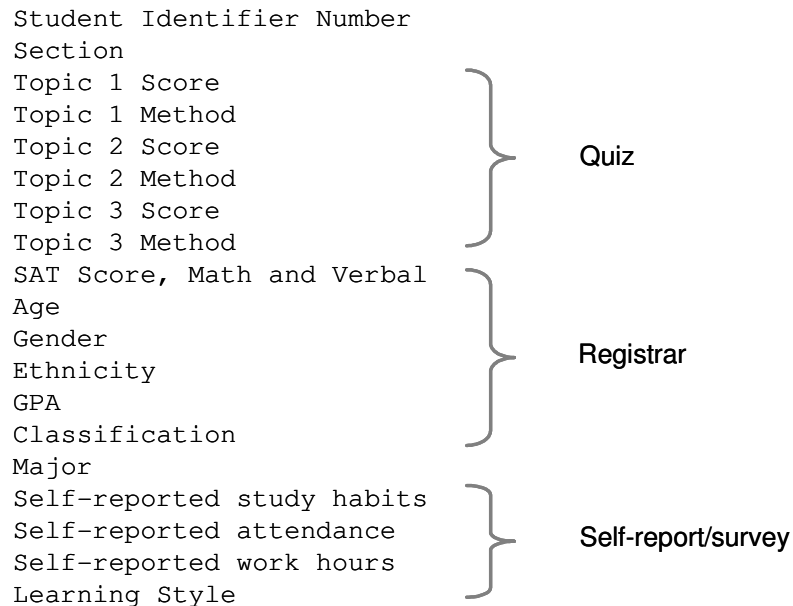 Student Identifier Number
Section
Topic 1 Score
Topic 1 Method
Topic 2 Score
Topic 2 Method
Topic 3 Score
Topic 3 Method
Quiz
SAT Score, Math and Verbal
Age
Gender
Ethnicity
GPA
Classification
Registrar
Major
Self-reported study habits
Self-reported attendance
Self-reported work hours
Learning Style
Self-report/survey